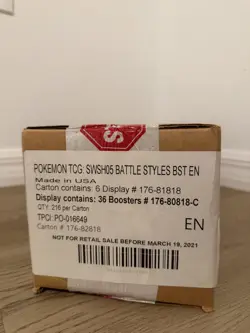 POKEMON TCG: SWSH05 BATTLE STYLES BST EN
Made in USA
Carton contains: 6 Display # 176-81818
Display contains: 36 Boosters # 176-80818-C
QTY: 216 per Carton
TPCI PO-016649
EN
Carton # 176-82818
NOT FOR RETAIL SALE BEFORE MARCH 19, 2021